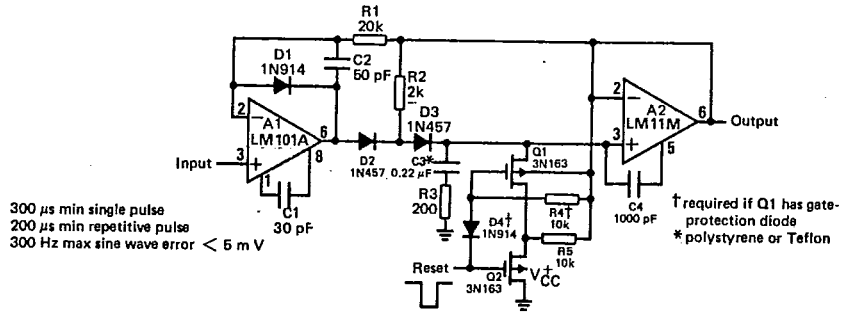 R1
20k
D1
1N914
C2
50 pF
R2
2k
D3
1N457
2
A1
LM101A
6
8
3
1
Input
C1
30 pF
D2
1N457
C3*
0.22 µF
R3
200
Q1
3N163
D4†
1N914
R4†
10k
R5
10k
Reset
Q2
3N163
V+CC
2
A2
LM11M
6
3
5
Output
C4
1000 pF
300 µs min single pulse
200 µs min repetitive pulse
300 Hz max sine wave error < 5 mV
† required if Q1 has gate-
protection diode
* polystyrene or Teflon